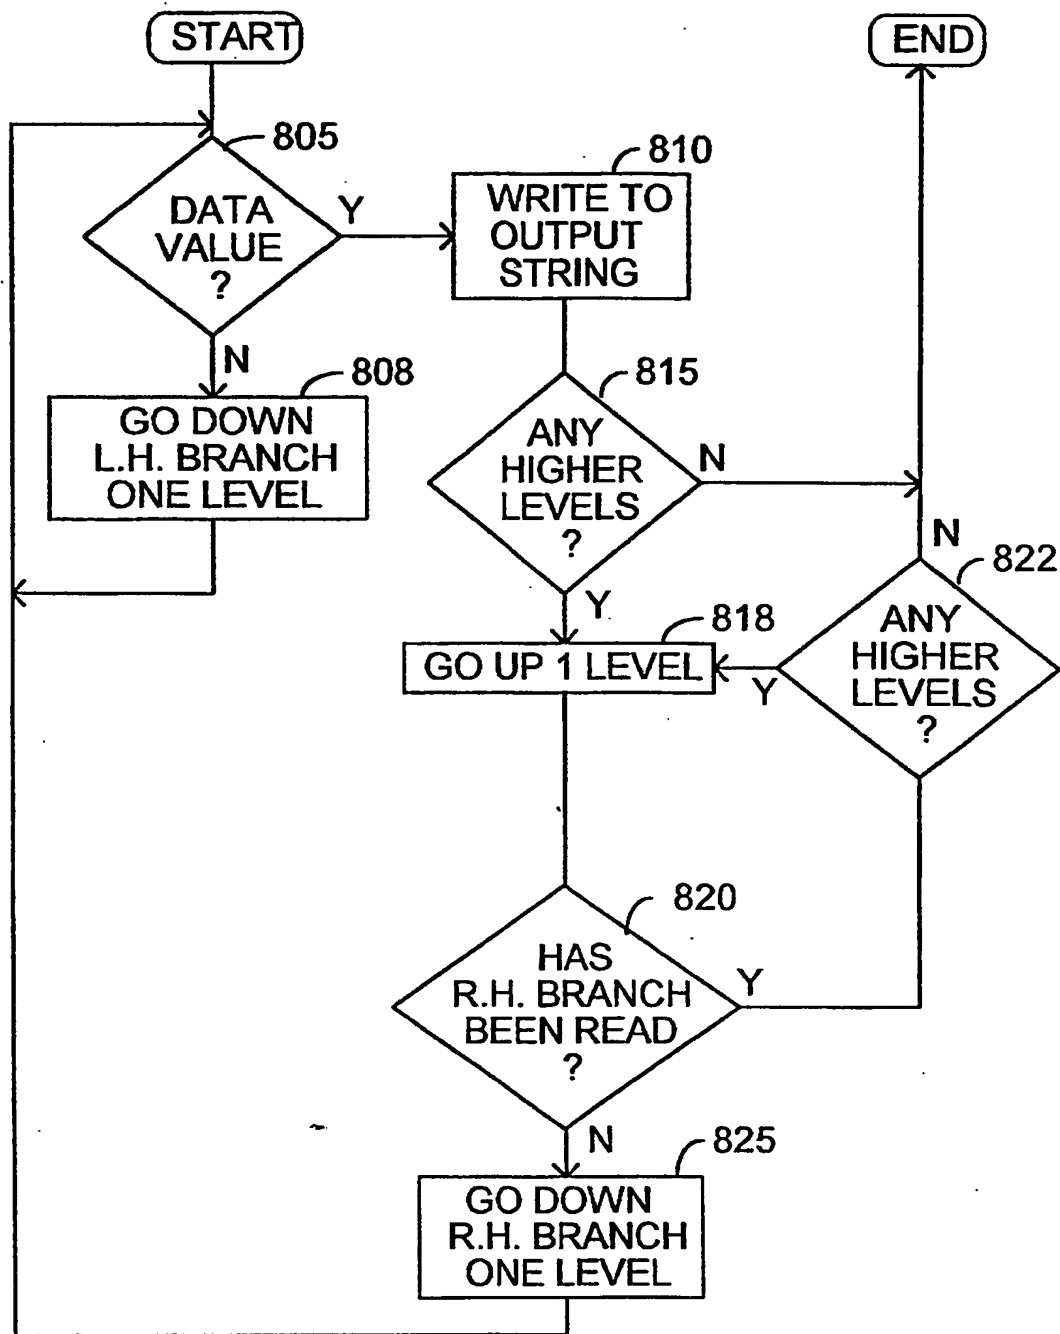 START
END
805
DATA
VALUE
?
Y
N
810
WRITE TO
OUTPUT
STRING
808
GO DOWN
L.H. BRANCH
ONE LEVEL
815
ANY
HIGHER
LEVELS
?
N
Y
N
822
ANY
HIGHER
LEVELS
?
Y
818
GO UP 1 LEVEL
820
HAS
R.H. BRANCH
BEEN READ
?
Y
N
825
GO DOWN
R.H. BRANCH
ONE LEVEL